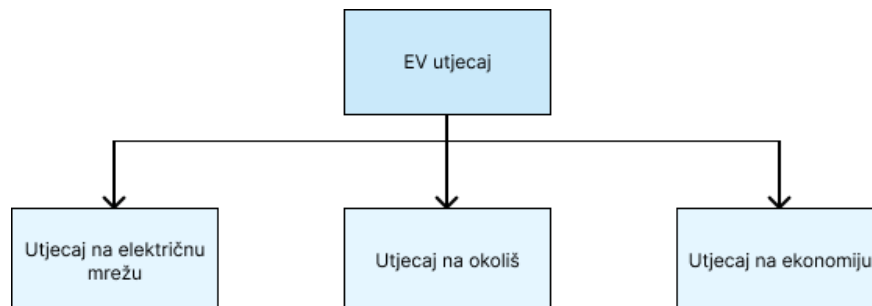 EV utjecaj
Utjecaj na električnu
mrežu
Utjecaj na okoliš
Utjecaj na ekonomiju